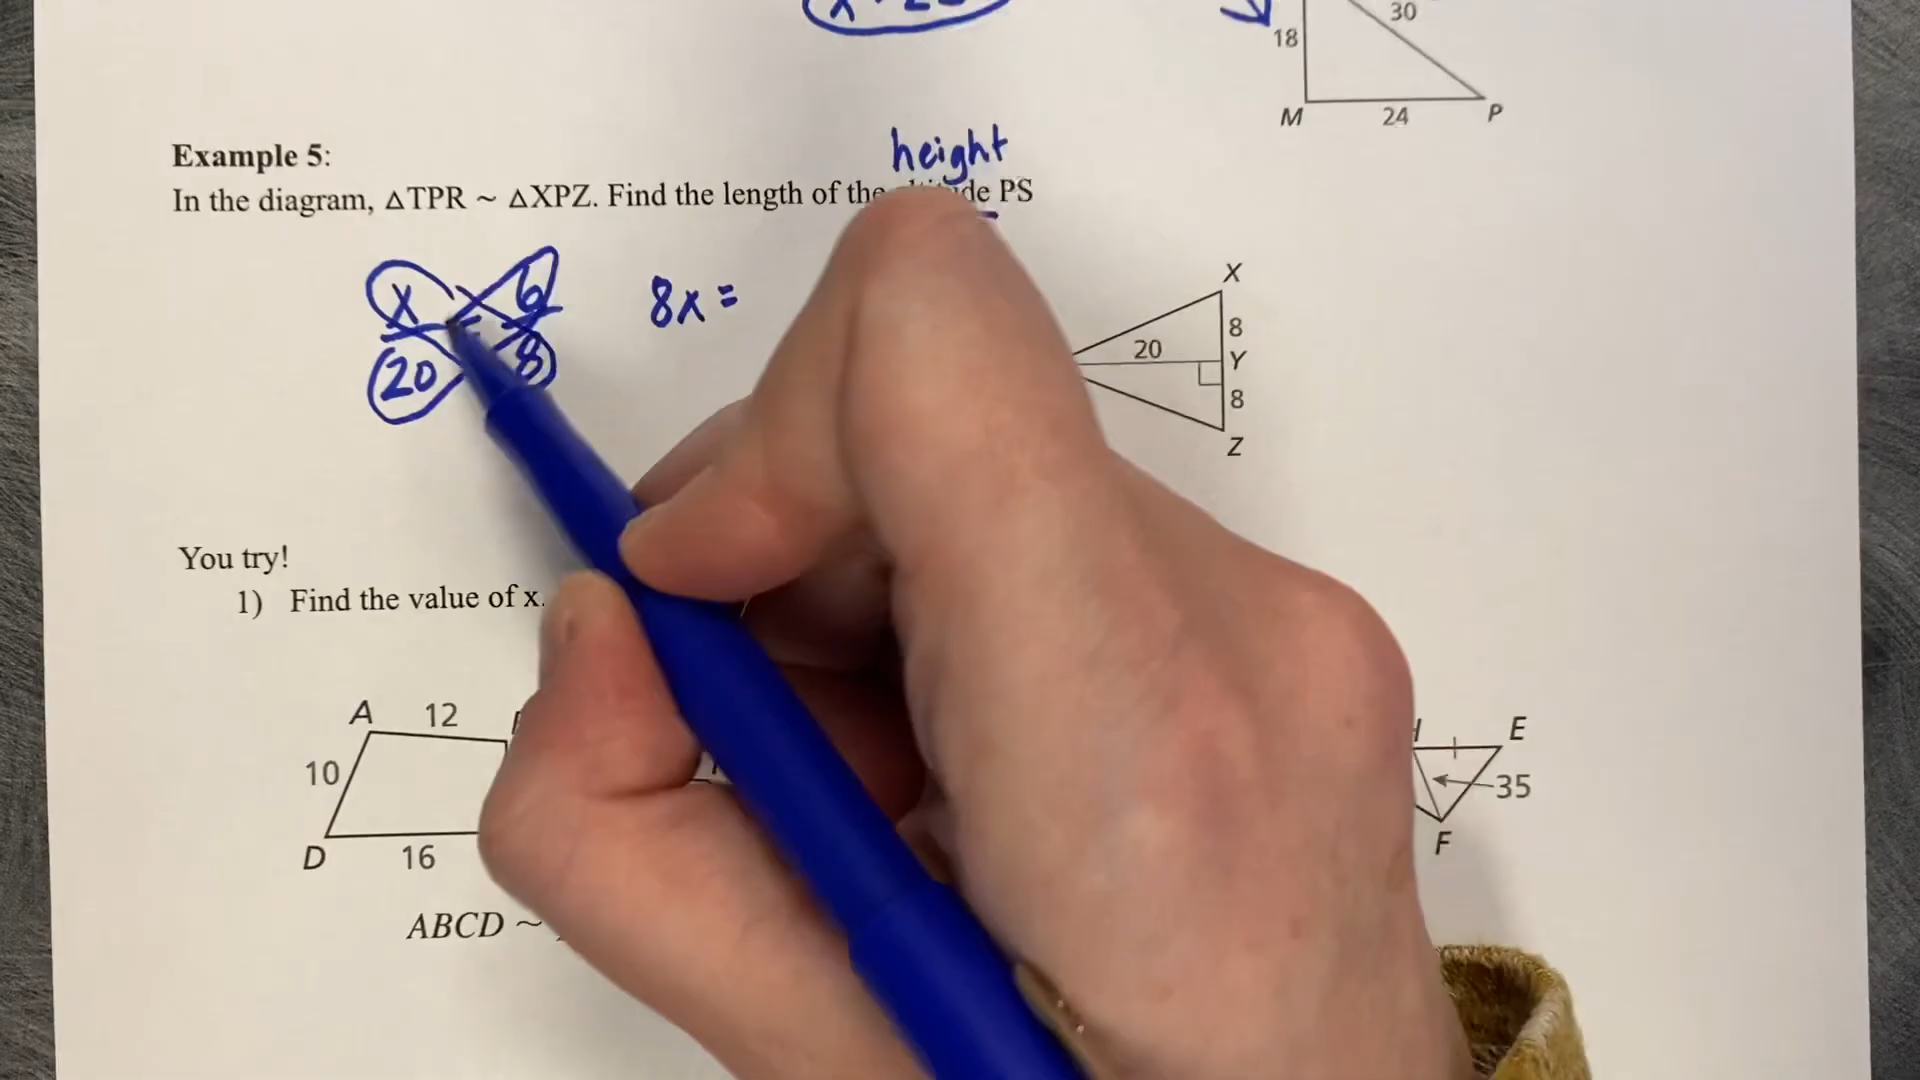 30
18
M 24 P
height
Example 5:
In the diagram, △TPR ~ △XPZ. Find the length of the PS
x = 6
20 8
8x =
X
8
20 Y
8
Z
You try!
1) Find the value of x.
A 12
10
D 16
E
35
F
ABCD ~